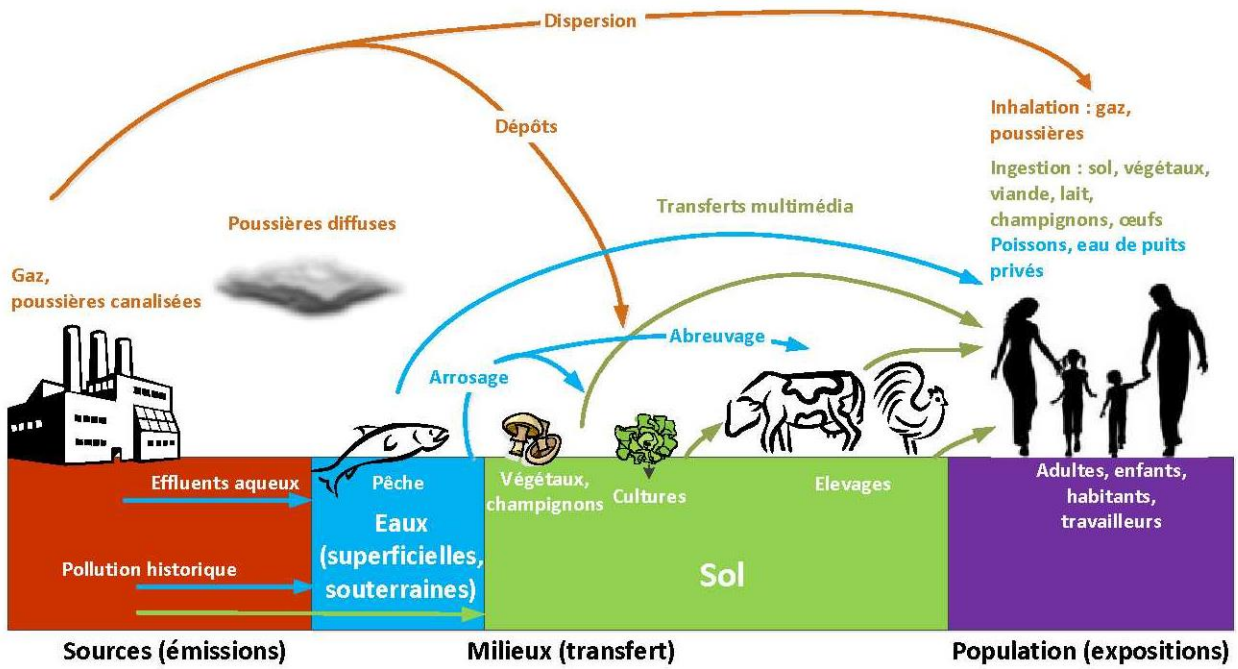 Dispersion
Inhalation : gaz,
poussières
Dépôts
Ingestion : sol, végétaux,
viande, lait,
champignons, œufs
Poissons, eau de puits
privés
Transferts multimédia
Poussières diffuses
Gaz,
poussières canalisées
Abreuvage
Arrosage
Effluents aqueux
Pêche
Végétaux,
champignons
Cultures
Elevages
Adultes, enfants,
habitants,
travailleurs
Eaux
(superficielles,
souterraines)
Pollution historique
Sol
Sources (émissions)
Milieux (transfert)
Population (expositions)